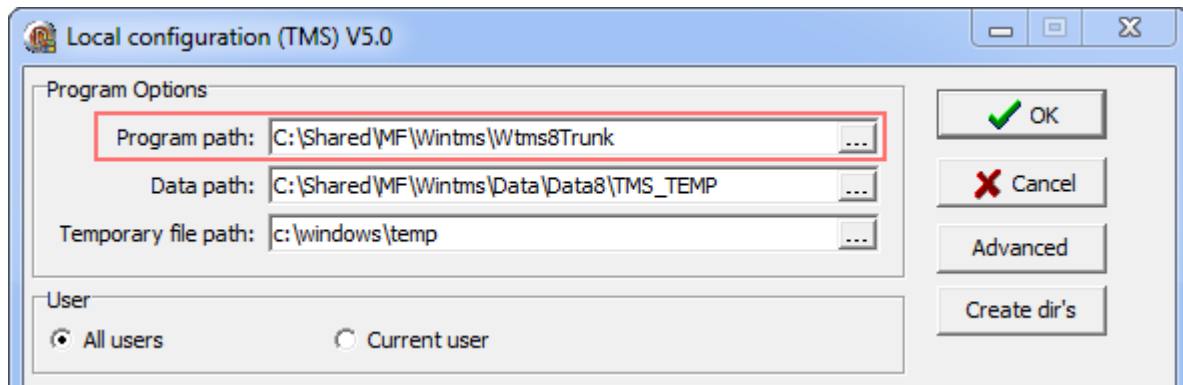 Local configuration (TMS) V5.0
Program Options
Program path: C:\Shared\MF\Wintms\Wtms8Trunk ...
Data path: C:\Shared\MF\Wintms\Data\Data8\TMS_TEMP ...
Temporary file path: c:\windows\temp ...
User
All users Current user
OK
Cancel
Advanced
Create dir's